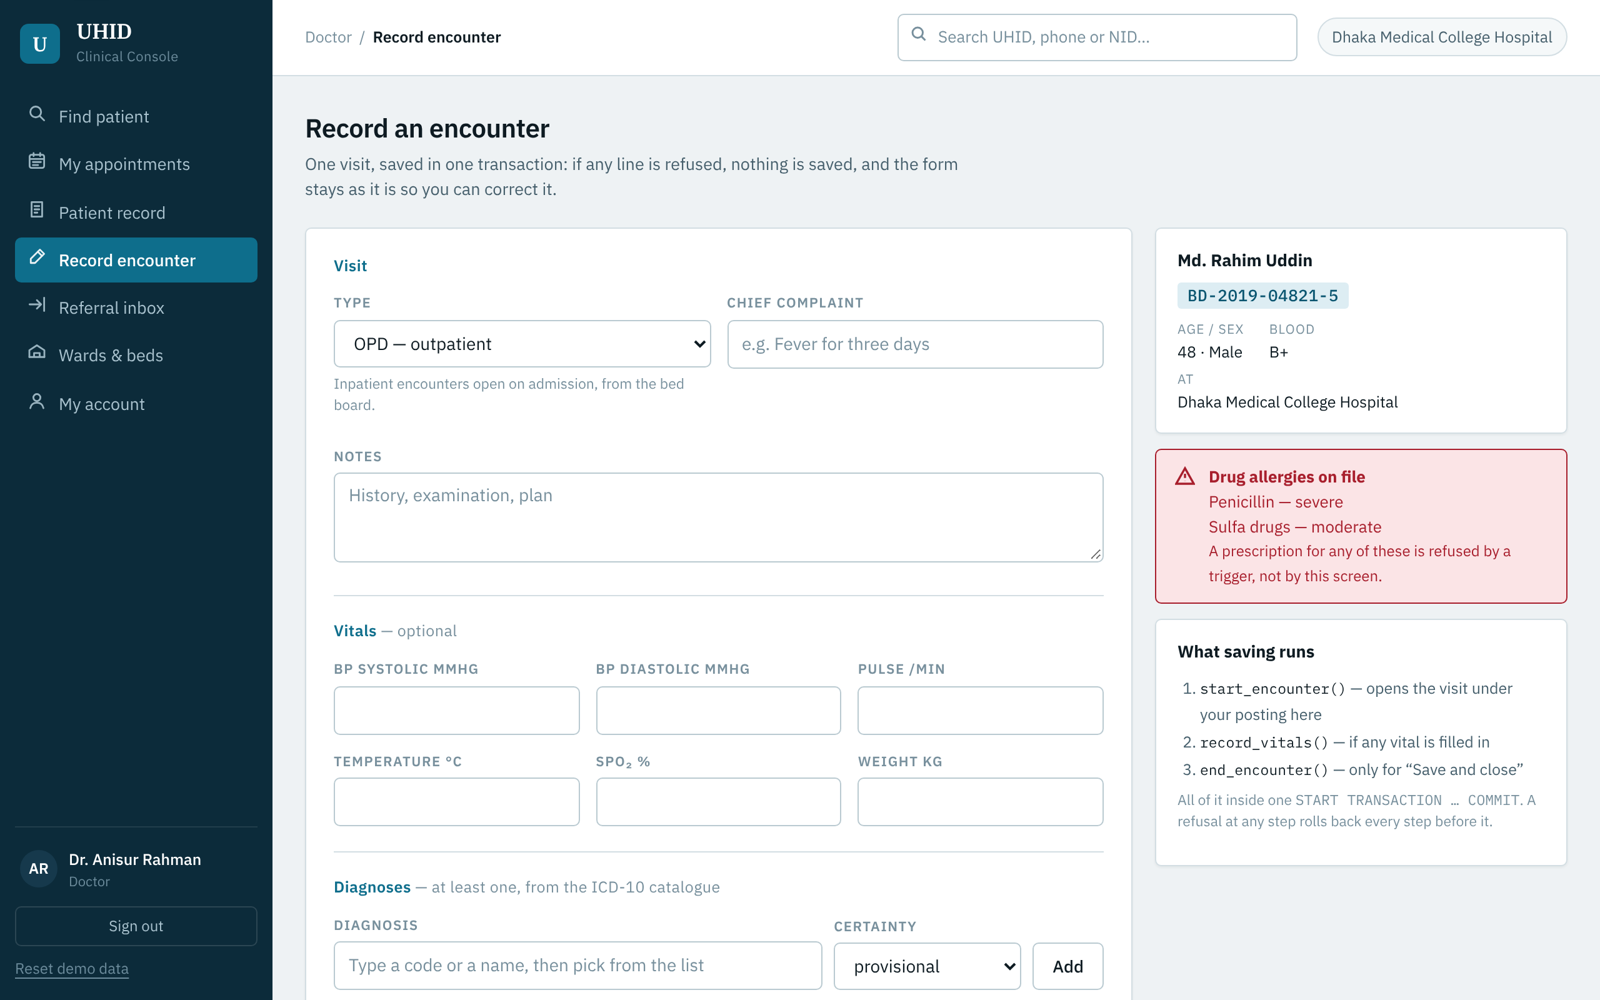 U
UHID
Clinical Console
Find patient
My appointments
Patient record
Record encounter
Referral inbox
Wards & beds
My account
AR
Dr. Anisur Rahman
Doctor
Sign out
Reset demo data
Doctor / Record encounter
Search UHID, phone or NID...
Dhaka Medical College Hospital
Record an encounter
One visit, saved in one transaction: if any line is refused, nothing is saved, and the form
stays as it is so you can correct it.
Visit
TYPE
CHIEF COMPLAINT
OPD — outpatient
e.g. Fever for three days
Inpatient encounters open on admission, from the bed
board.
NOTES
History, examination, plan
Vitals — optional
BP SYSTOLIC MMHG
BP DIASTOLIC MMHG
PULSE /MIN
TEMPERATURE °C
SPO₂ %
WEIGHT KG
Diagnoses — at least one, from the ICD-10 catalogue
DIAGNOSIS
CERTAINTY
Type a code or a name, then pick from the list
provisional
Add
Md. Rahim Uddin
BD-2019-04821-5
AGE / SEX
BLOOD
48 · Male
B+
AT
Dhaka Medical College Hospital
Drug allergies on file
Penicillin — severe
Sulfa drugs — moderate
A prescription for any of these is refused by a
trigger, not by this screen.
What saving runs
1. start_encounter() — opens the visit under
your posting here
2. record_vitals() — if any vital is filled in
3. end_encounter() — only for “Save and close”
All of it inside one START TRANSACTION … COMMIT. A
refusal at any step rolls back every step before it.